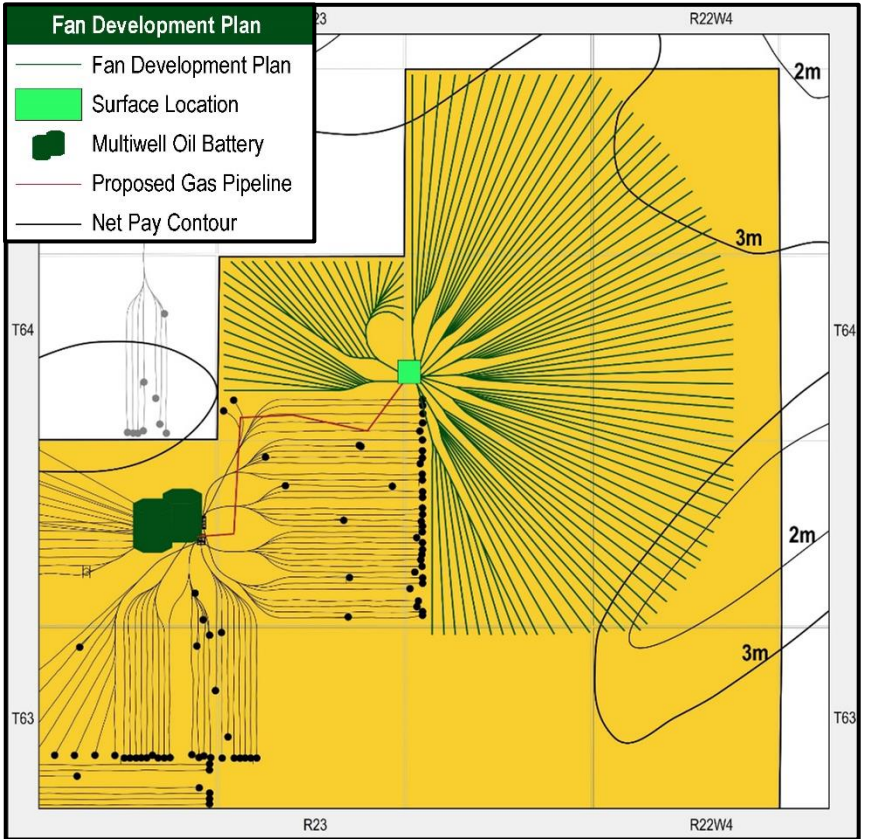 Fan Development Plan
Fan Development Plan
Surface Location
Multiwell Oil Battery
Proposed Gas Pipeline
Net Pay Contour
23
R22W4
2m
3m
T64
T64
2m
3m
T63
T63
R23
R22W4